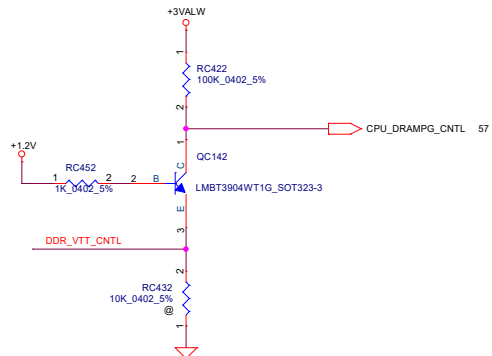 +3VALW
1
RC422
100K_0402_5%
2
CPU_DRAMPG_CNTL 57
+1.2V
1
QC142
C
RC452
1 2 2 B
1K_0402_5%
LMBT3904WT1G_SOT323-3
E
3
DDR_VTT_CNTL
2
RC432
10K_0402_5%
@
1